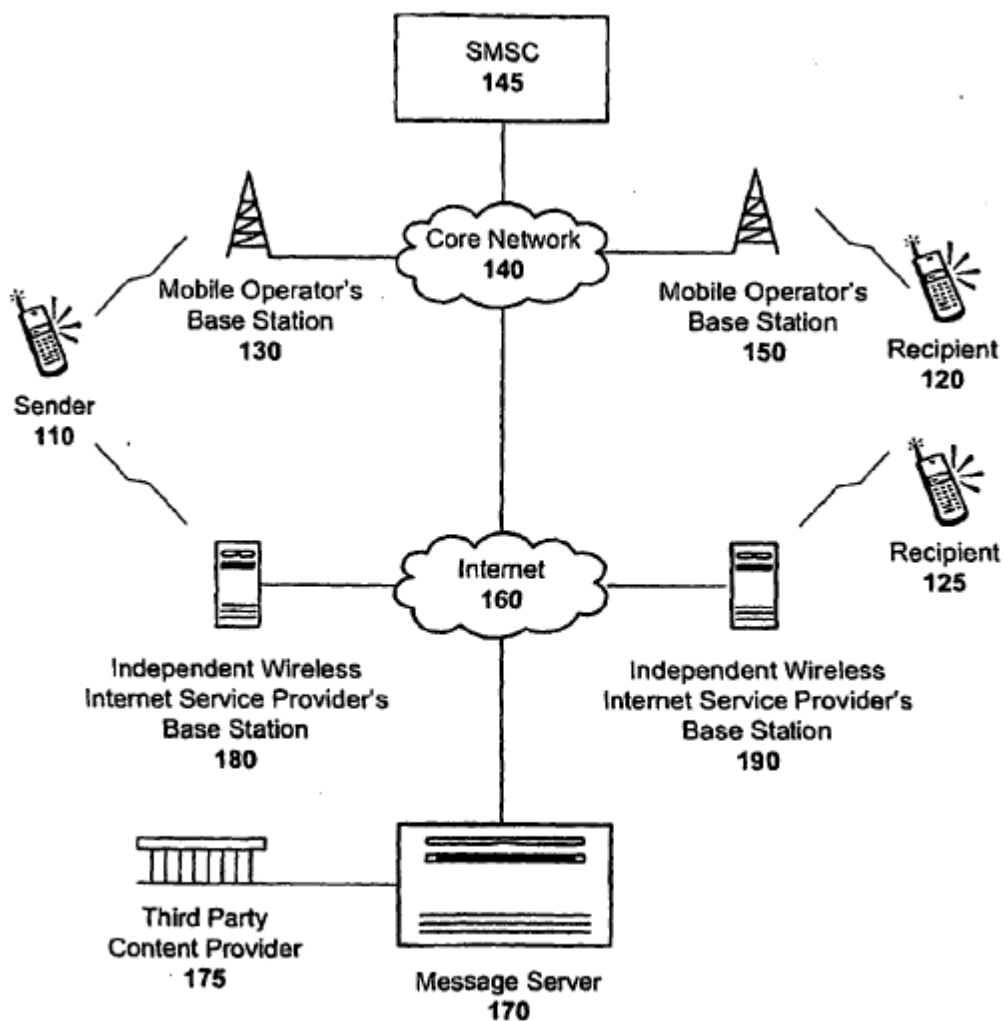 SMSC
145
Core Network
140
Mobile Operator's
Base Station
130
Mobile Operator's
Base Station
150
Sender
110
Recipient
120
Internet
160
Recipient
125
Independent Wireless
Internet Service Provider's
Base Station
180
Independent Wireless
Internet Service Provider's
Base Station
190
Third Party
Content Provider
175
Message Server
170